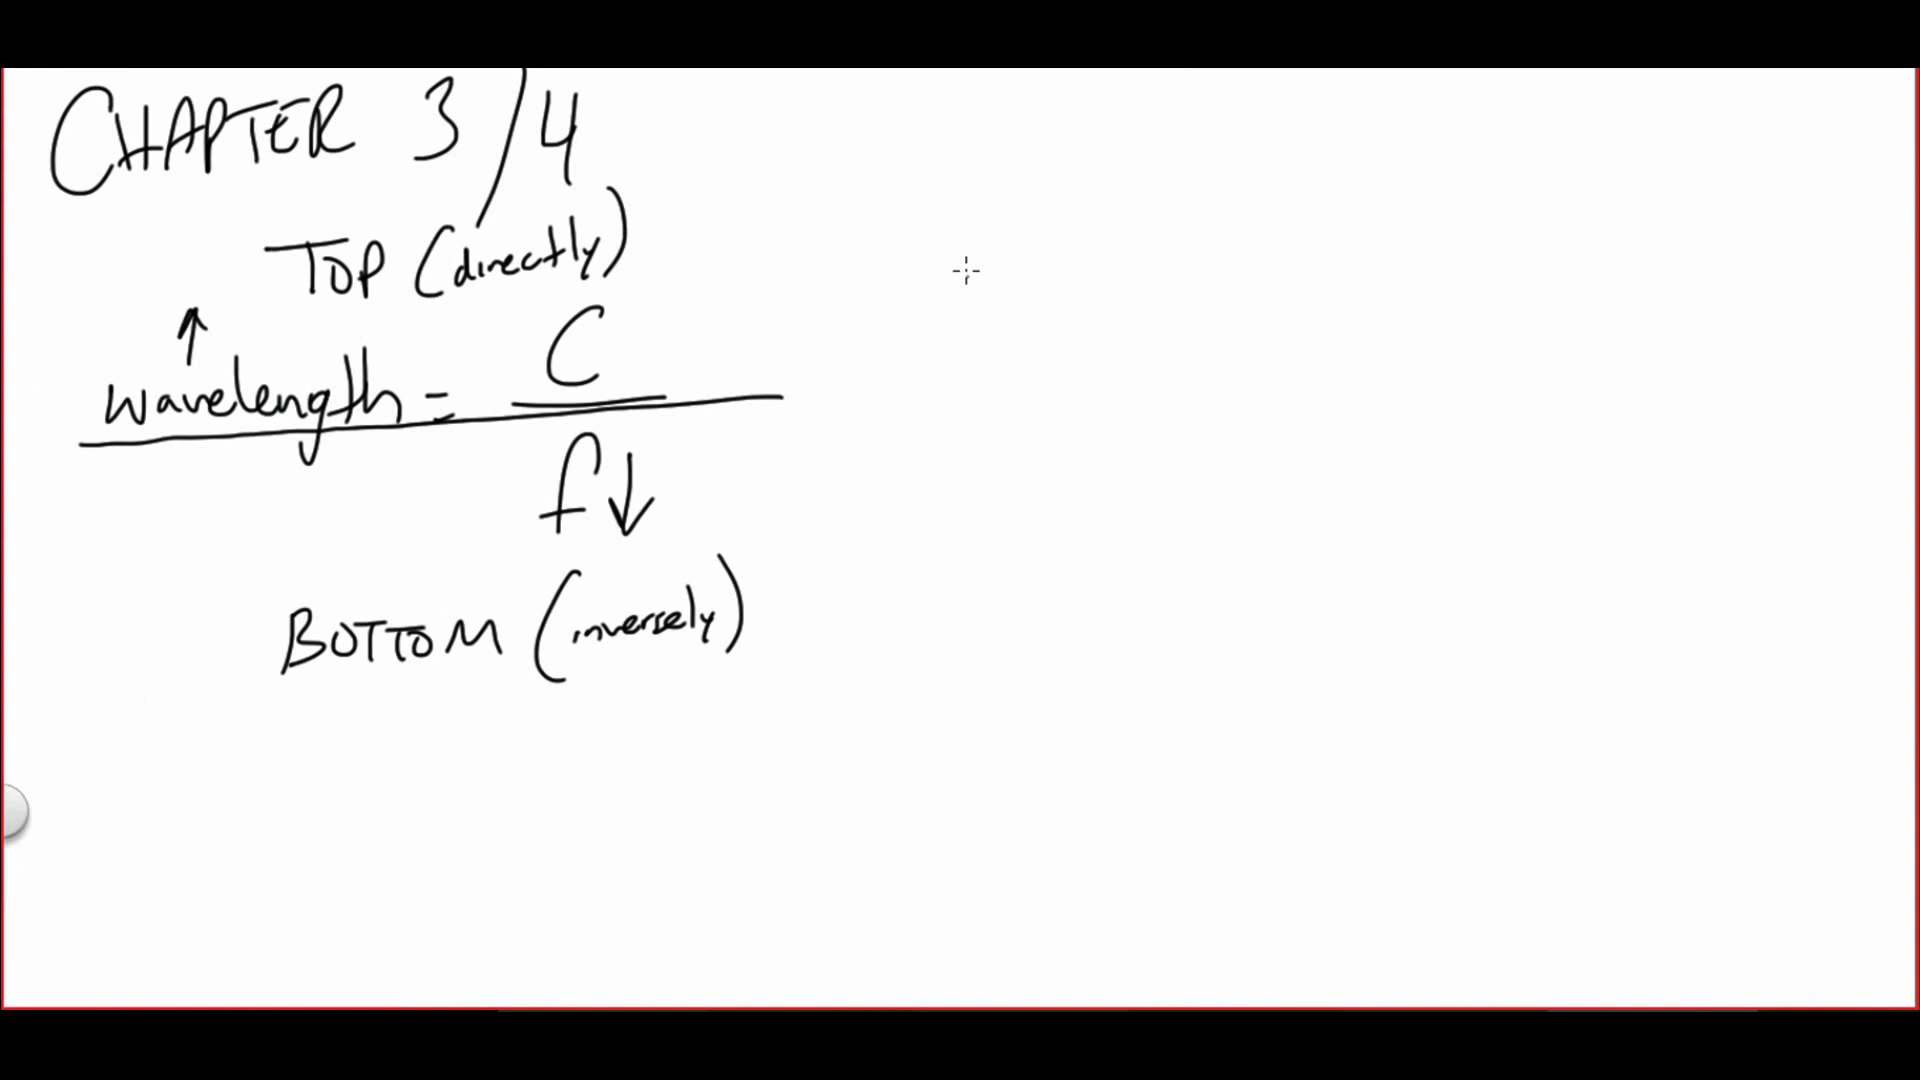 CHAPTER 3/4
TOP (directly)
↑
wavelength = C
f↓
BOTTOM (inversely)